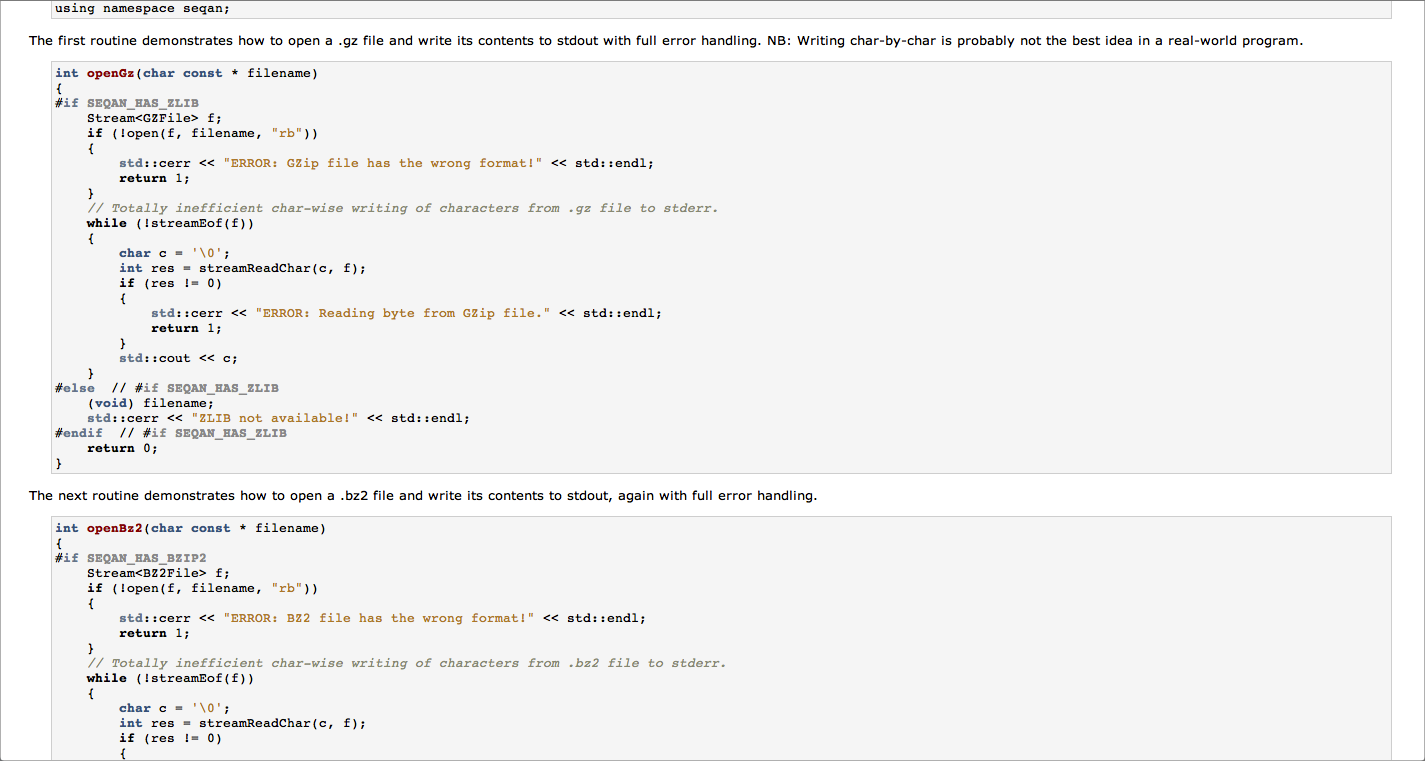 using namespace seqan;
The first routine demonstrates how to open a .gz file and write its contents to stdout with full error handling. NB: Writing char-by-char is probably not the best idea in a real-world program.
int openGz(char const * filename)
{
#if SEQAN_HAS_ZLIB
    Stream<GZFile> f;
    if (!open(f, filename, "rb"))
    {
        std::cerr << "ERROR: GZip file has the wrong format!" << std::endl;
        return 1;
    }
    // Totally inefficient char-wise writing of characters from .gz file to stderr.
    while (!streamEof(f))
    {
        char c = '\0';
        int res = streamReadChar(c, f);
        if (res != 0)
        {
            std::cerr << "ERROR: Reading byte from GZip file." << std::endl;
            return 1;
        }
        std::cout << c;
    }
#else  // #if SEQAN_HAS_ZLIB
    (void) filename;
    std::cerr << "ZLIB not available!" << std::endl;
#endif  // #if SEQAN_HAS_ZLIB
    return 0;
}
The next routine demonstrates how to open a .bz2 file and write its contents to stdout, again with full error handling.
int openBz2(char const * filename)
{
#if SEQAN_HAS_BZIP2
    Stream<BZ2File> f;
    if (!open(f, filename, "rb"))
    {
        std::cerr << "ERROR: BZ2 file has the wrong format!" << std::endl;
        return 1;
    }
    // Totally inefficient char-wise writing of characters from .bz2 file to stderr.
    while (!streamEof(f))
    {
        char c = '\0';
        int res = streamReadChar(c, f);
        if (res != 0)
        {